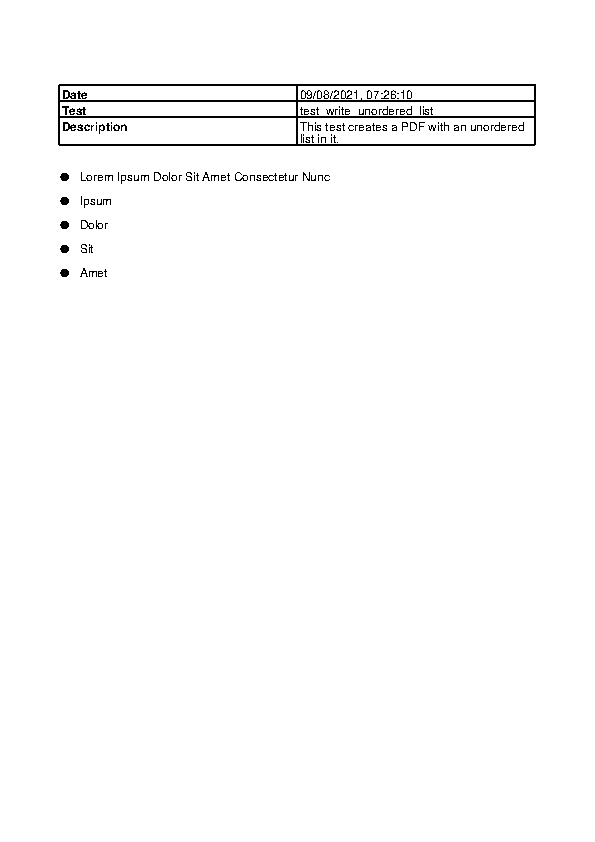 Date 09/08/2021, 07:26:10
Test test_write_unordered_list
Description This test creates a PDF with an unordered
list in it.
● Lorem Ipsum Dolor Sit Amet Consectetur Nunc
● Ipsum
● Dolor
● Sit
● Amet